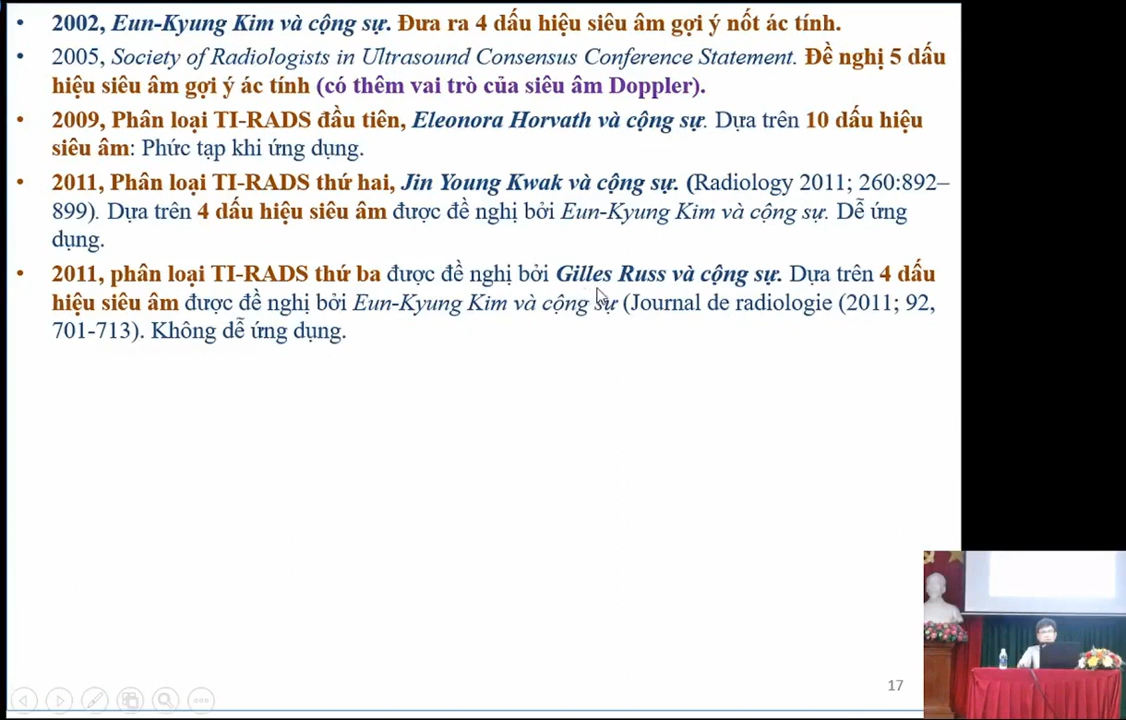 • 2002, Eun-Kyung Kim và cộng sự. Đưa ra 4 dấu hiệu siêu âm gợi ý nốt ác tính.
• 2005, Society of Radiologists in Ultrasound Consensus Conference Statement. Đề nghị 5 dấu
hiệu siêu âm gợi ý ác tính (có thêm vai trò của siêu âm Doppler).
• 2009, Phân loại TI-RADS đầu tiên, Eleonora Horvath và cộng sự. Dựa trên 10 dấu hiệu
siêu âm: Phức tạp khi ứng dụng.
• 2011, Phân loại TI-RADS thứ hai, Jin Young Kwak và cộng sự. (Radiology 2011; 260:892–
899). Dựa trên 4 dấu hiệu siêu âm được đề nghị bởi Eun-Kyung Kim và cộng sự. Dễ ứng
dụng.
• 2011, phân loại TI-RADS thứ ba được đề nghị bởi Gilles Russ và cộng sự. Dựa trên 4 dấu
hiệu siêu âm được đề nghị bởi Eun-Kyung Kim và cộng sự (Journal de radiologie (2011; 92,
701-713). Không dễ ứng dụng.
17